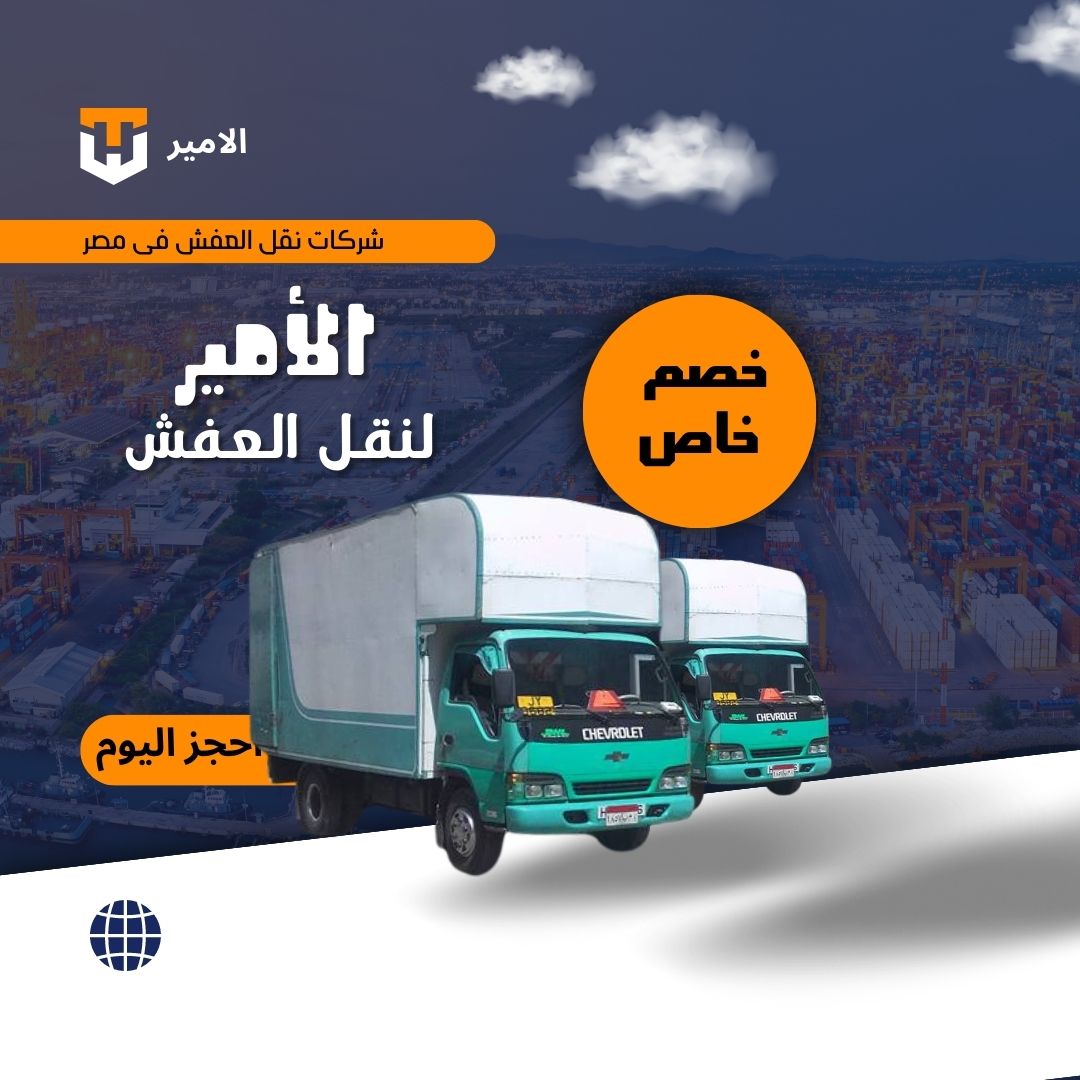 الامير
شركات نقل العفش فى مصر
الأمير
لنقل العفش
خصم
خاص
احجز اليوم
CHEVROLET
CHEVROLET